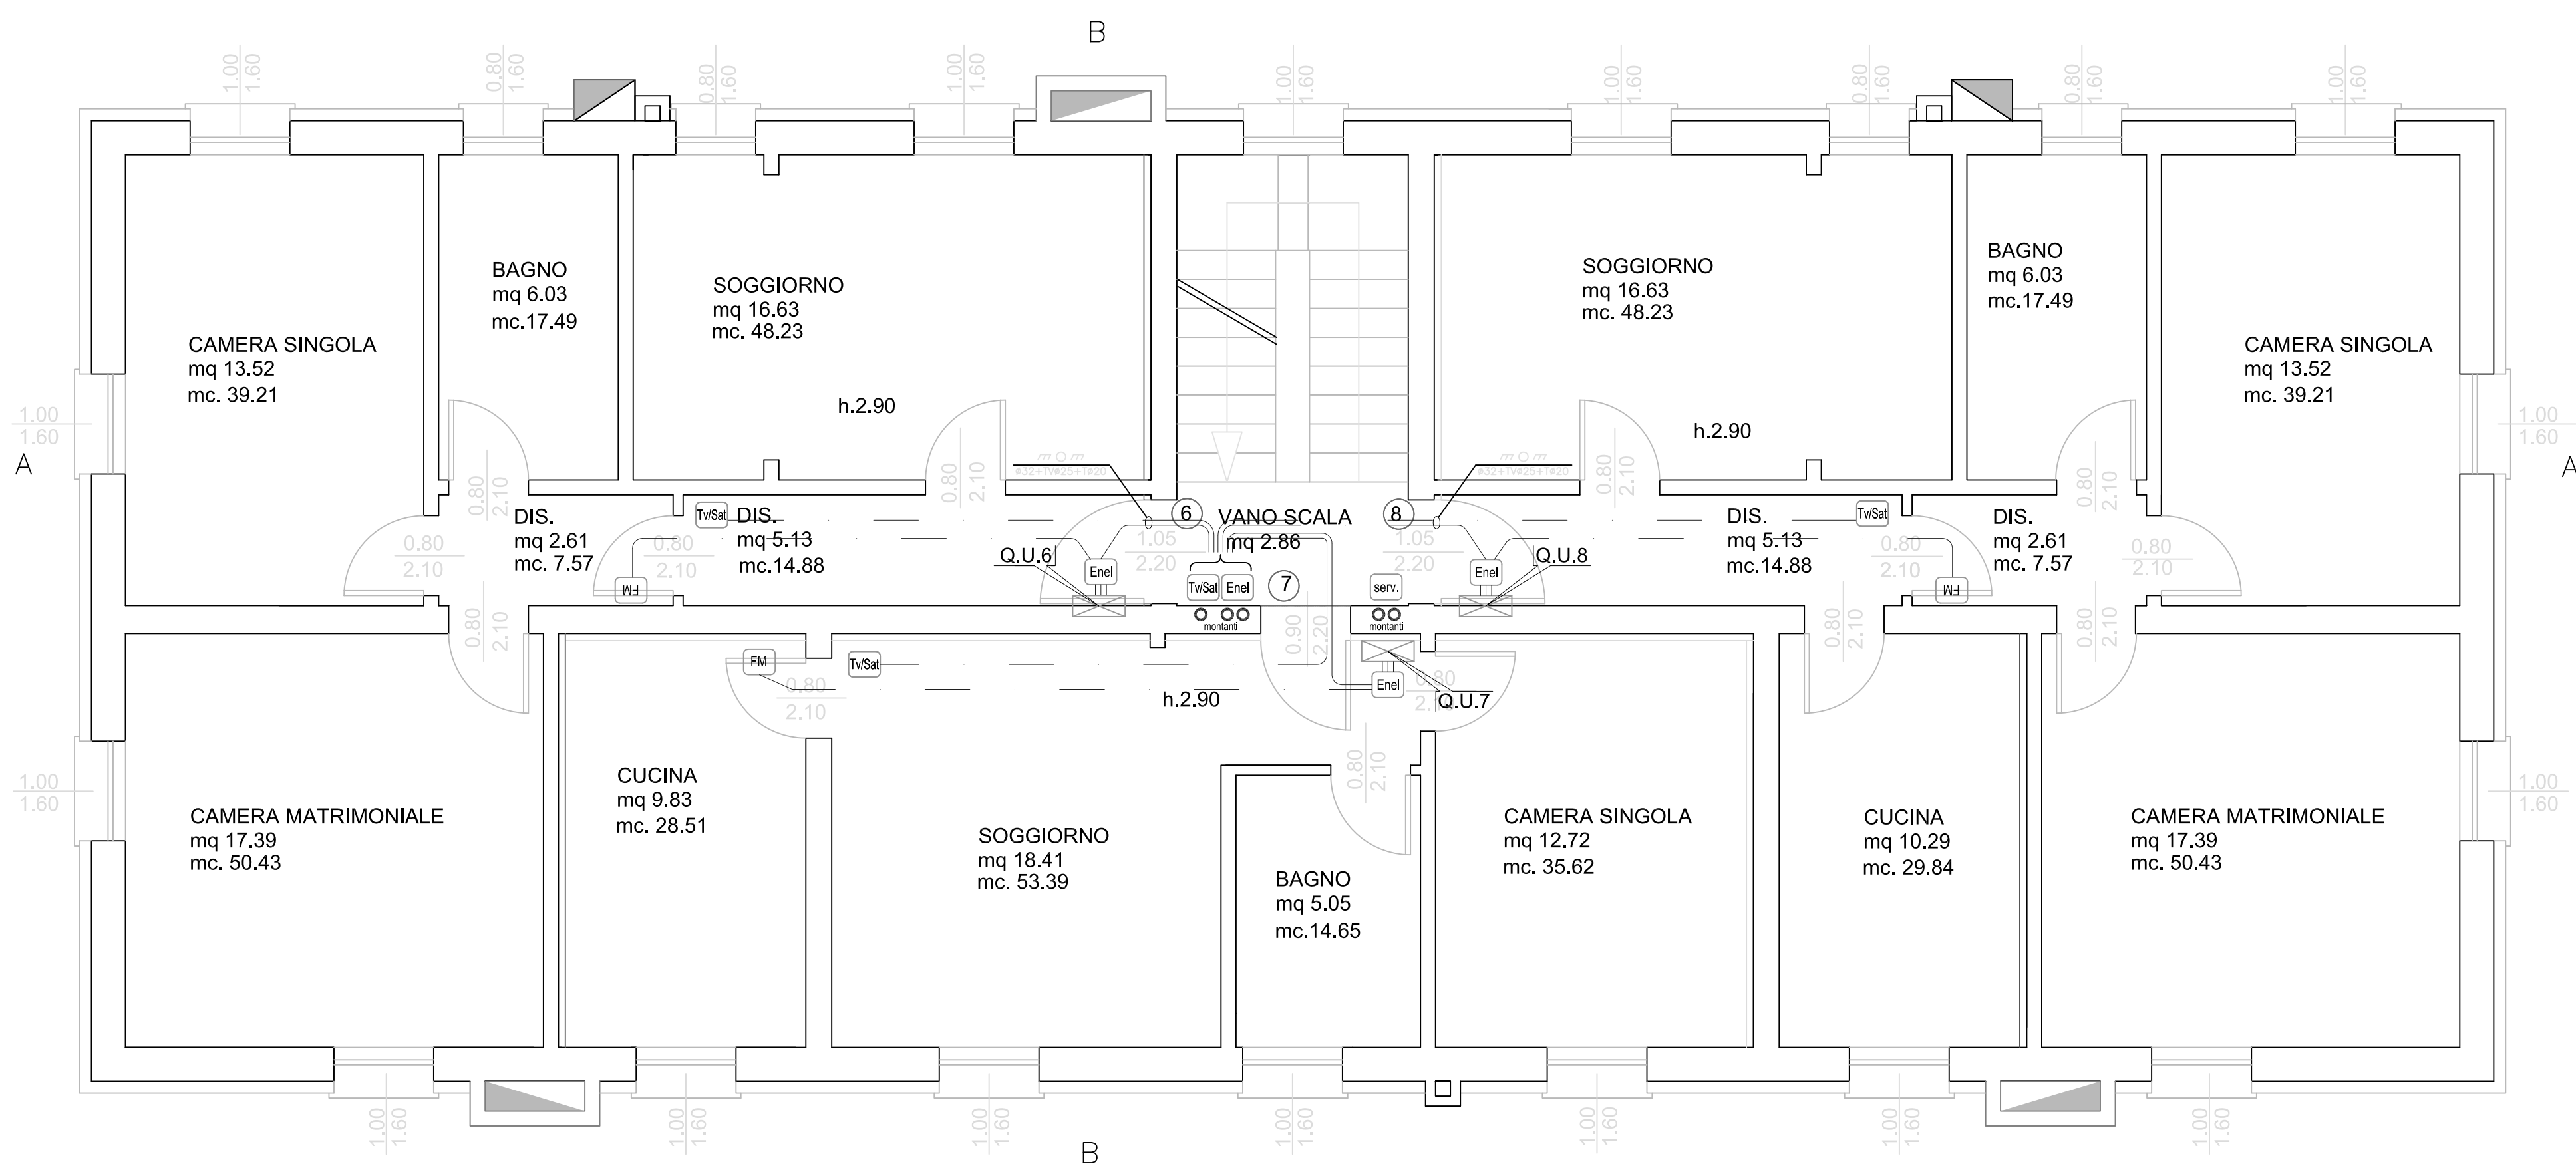 B
1.00
1.60
0.80
1.60
0.80
1.60
1.00
1.60
1.00
1.60
1.00
1.60
0.80
1.60
0.80
1.60
1.00
1.60
CAMERA SINGOLA
mq 13.52
mc. 39.21
BAGNO
mq 6.03
mc.17.49
SOGGIORNO
mq 16.63
mc. 48.23
h.2.90
SOGGIORNO
mq 16.63
mc. 48.23
h.2.90
BAGNO
mq 6.03
mc.17.49
CAMERA SINGOLA
mq 13.52
mc. 39.21
1.00
1.60
A
1.00
1.60
A
0.80
2.10
0.80
2.10
ø32+TVø25+Tø20
ø32+TVø25+Tø20
0.80
2.10
0.80
2.10
0.80
2.10
DIS.
mq 2.61
mc. 7.57
0.80
2.10
FM
Tv/Sat
DIS.
mq 5.13
mc.14.88
Q.U.6
Enel
1.05
2.20
6
VANO SCALA
mq 2.86
Tv/Sat
Enel
7
montanti
8
serv.
montanti
1.05
2.20
Enel
Q.U.8
DIS.
mq 5.13
mc.14.88
Tv/Sat
0.80
2.10
FM
DIS.
mq 2.61
mc. 7.57
0.80
2.10
0.80
2.10
0.90
2.20
0.80
2.10
0.80
2.10
FM
Tv/Sat
0.80
2.10
h.2.90
Enel
0.80
2.10
Q.U.7
0.80
2.10
1.00
1.60
1.00
1.60
CAMERA MATRIMONIALE
mq 17.39
mc. 50.43
CUCINA
mq 9.83
mc. 28.51
SOGGIORNO
mq 18.41
mc. 53.39
BAGNO
mq 5.05
mc.14.65
CAMERA SINGOLA
mq 12.72
mc. 35.62
CUCINA
mq 10.29
mc. 29.84
CAMERA MATRIMONIALE
mq 17.39
mc. 50.43
1.00
1.60
1.00
1.60
1.00
1.60
1.00
1.60
1.00
1.60
1.00
1.60
1.00
1.60
B